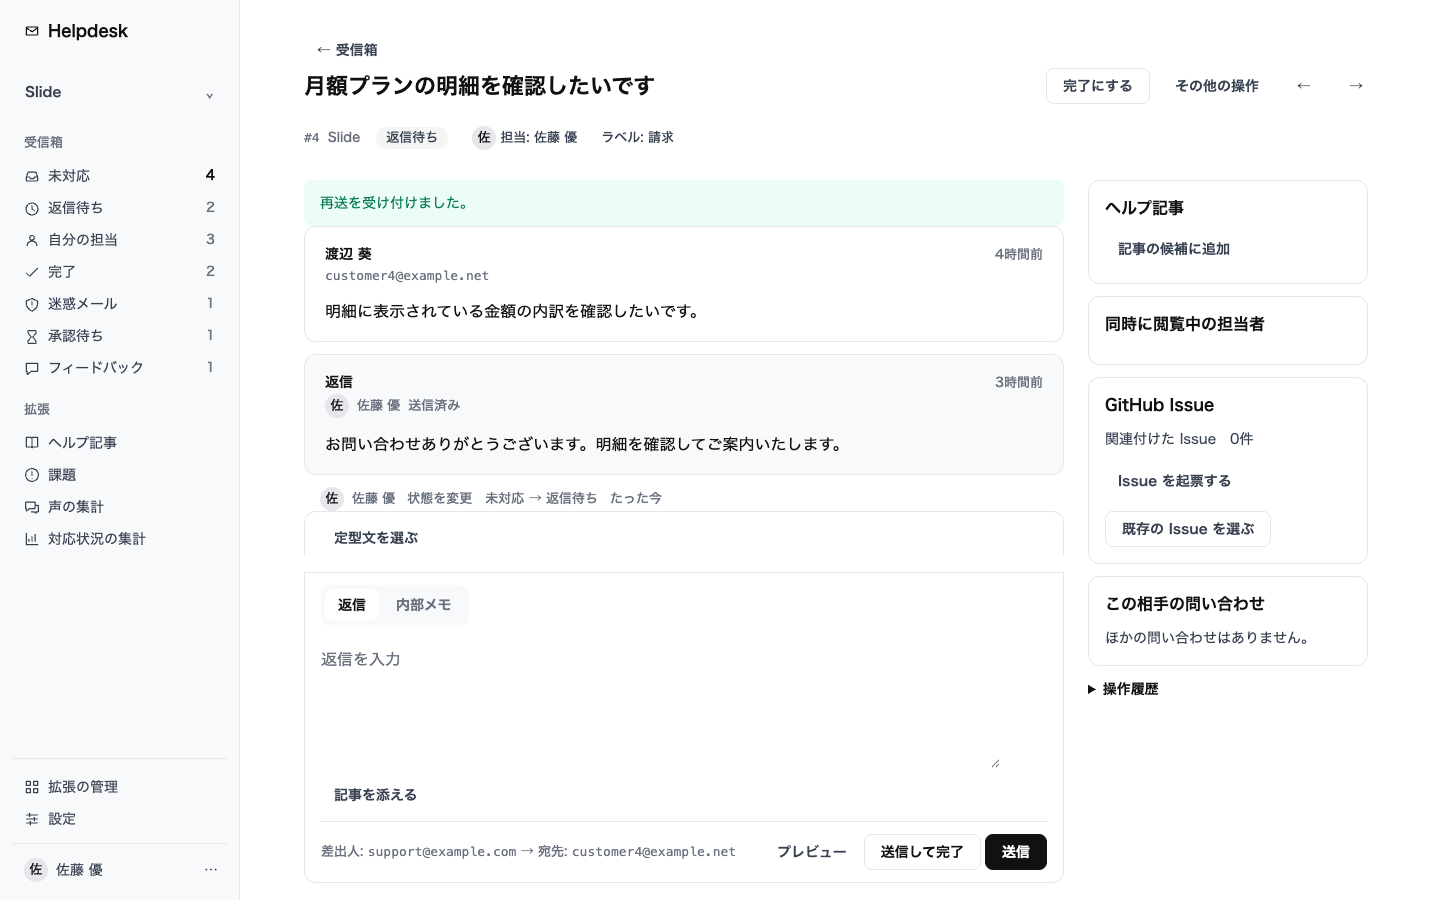 Helpdesk
Slide
受信箱
未対応 4
返信待ち 2
自分の担当 3
完了 2
迷惑メール 1
承認待ち 1
フィードバック 1
拡張
ヘルプ記事
課題
声の集計
対応状況の集計
拡張の管理
設定
佐 佐藤 優 …
← 受信箱
月額プランの明細を確認したいです
完了にする その他の操作 ← →
#4 Slide 返信待ち 佐 担当: 佐藤 優 ラベル: 請求
再送を受け付けました。
渡辺 葵 4時間前
customer4@example.net
明細に表示されている金額の内訳を確認したいです。
返信 3時間前
佐 佐藤 優 送信済み
お問い合わせありがとうございます。明細を確認してご案内いたします。
佐 佐藤 優 状態を変更 未対応 → 返信待ち たった今
定型文を選ぶ
返信 内部メモ
返信を入力
記事を添える
差出人: support@example.com → 宛先: customer4@example.net プレビュー 送信して完了 送信
ヘルプ記事
記事の候補に追加
同時に閲覧中の担当者
GitHub Issue
関連付けた Issue 0件
Issue を起票する
既存の Issue を選ぶ
この相手の問い合わせ
ほかの問い合わせはありません。
▶ 操作履歴